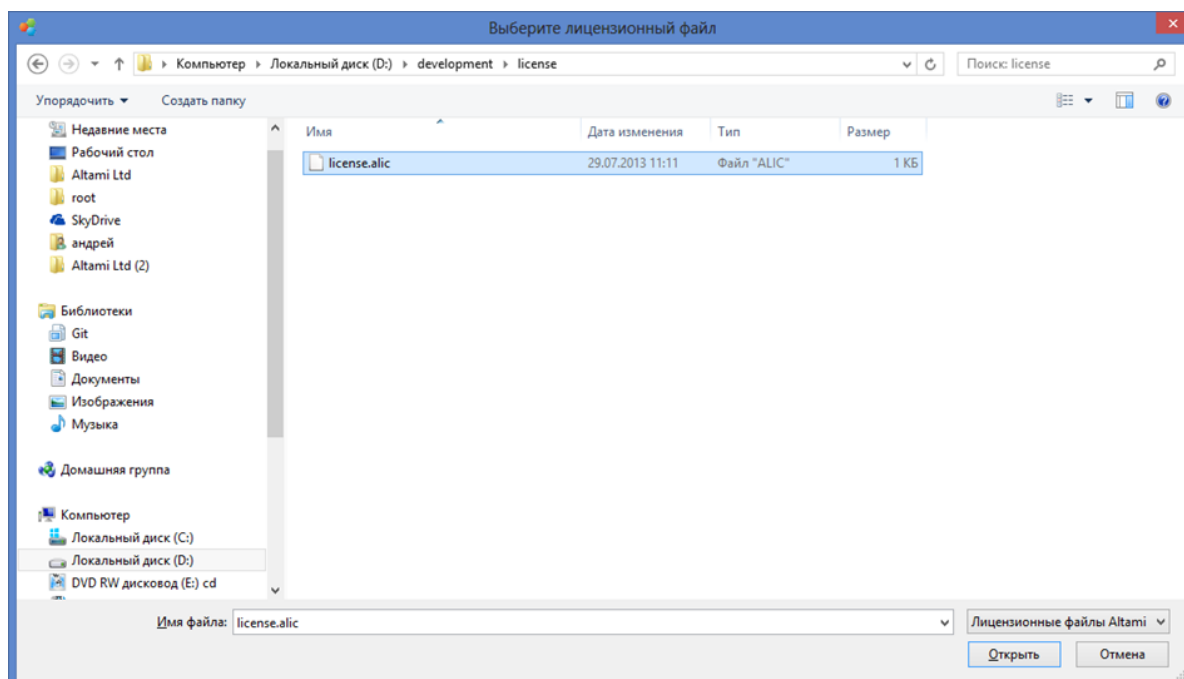 Выберите лицензионный файл
Компьютер Локальный диск (D:) development license
Поиск: license
Упорядочить Создать папку
Имя Дата изменения Тип Размер
license.alic 29.07.2013 11:11 Файл "ALIC" 1 КБ
Недавние места
Рабочий стол
Altami Ltd
root
SkyDrive
андрей
Altami Ltd (2)
Библиотеки
Git
Видео
Документы
Изображения
Музыка
Домашняя группа
Компьютер
Локальный диск (C:)
Локальный диск (D:)
DVD RW дисковод (E:) cd
Имя файла: license.alic
Лицензионные файлы Altami
Открыть Отмена